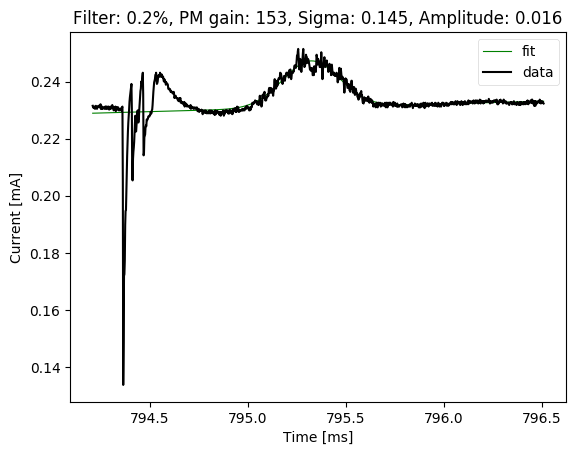 Filter: 0.2%, PM gain: 153, Sigma: 0.145, Amplitude: 0.016
fit
data
Current [mA]
0.24
0.22
0.20
0.18
0.16
0.14
794.5 795.0 795.5 796.0 796.5
Time [ms]